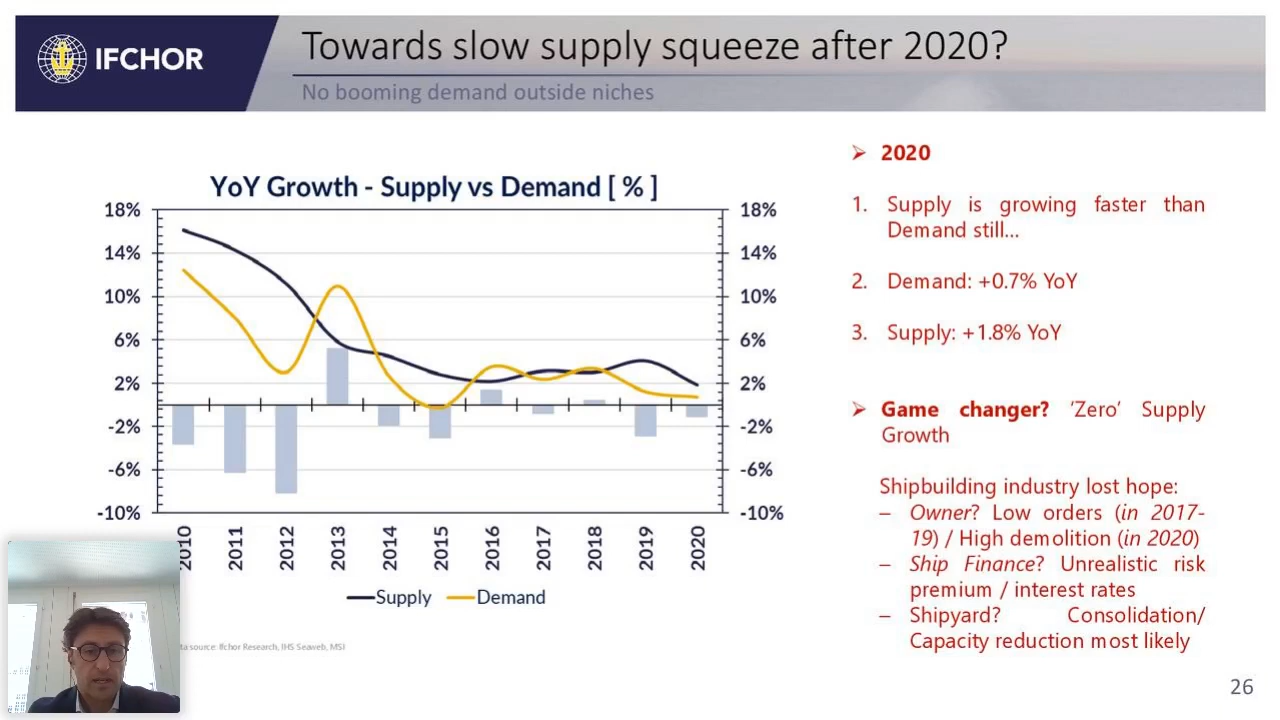 IFCHOR
Towards slow supply squeeze after 2020?
No booming demand outside niches
YoY Growth - Supply vs Demand [ % ]
18%
14%
10%
6%
2%
-2%
-6%
-10%
18%
14%
10%
6%
2%
-2%
-6%
-10%
2010 2011 2012 2013 2014 2015 2016 2017 2018 2019 2020
Supply Demand
source: Ifchor Research, IHS Seaweb, MSI
➢ 2020
1. Supply is growing faster than
Demand still...
2. Demand: +0.7% YoY
3. Supply: +1.8% YoY
➢ Game changer? ‘Zero’ Supply
Growth
Shipbuilding industry lost hope:
– Owner? Low orders (in 2017-
19) / High demolition (in 2020)
– Ship Finance? Unrealistic risk
premium / interest rates
– Shipyard? Consolidation/
Capacity reduction most likely
26